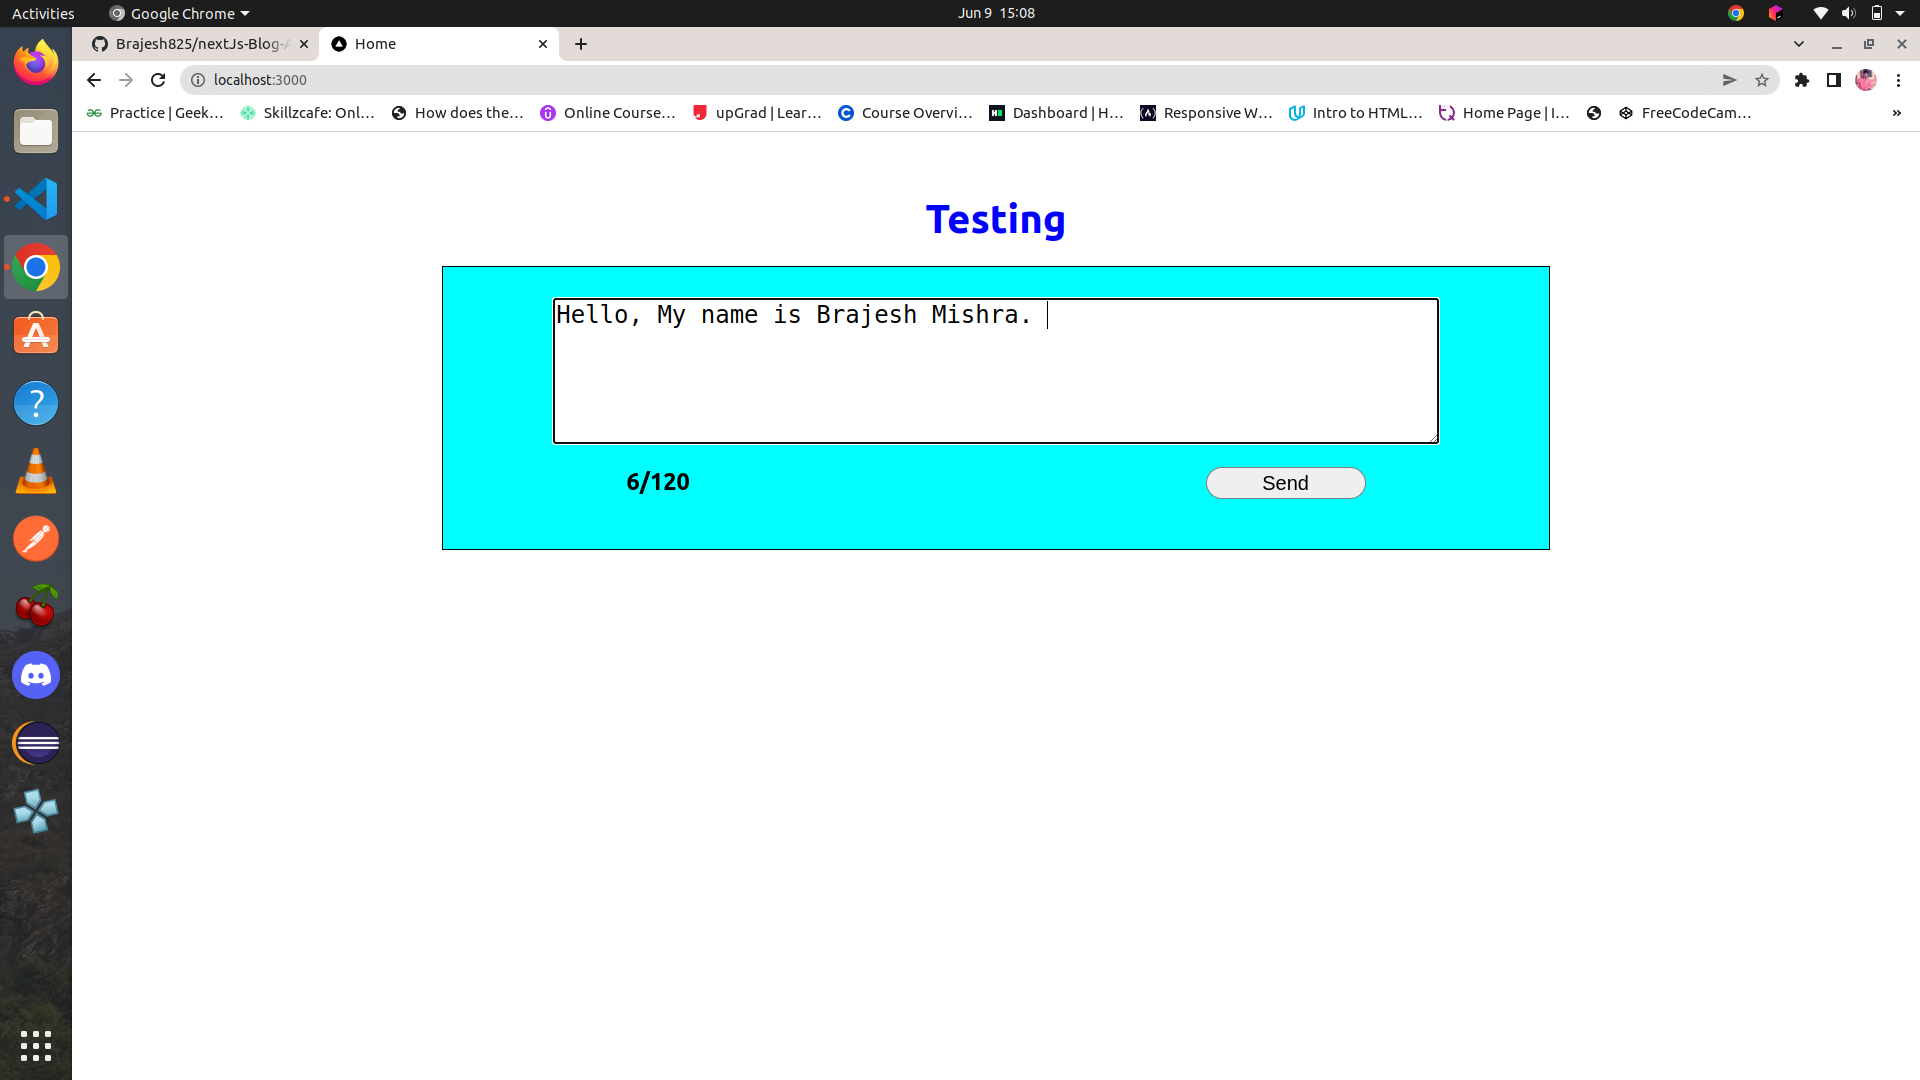 Activities
Google Chrome
Jun 9 15:08
Brajesh825/nextJs-Blog-A
Home
localhost:3000
Practice | Geek...
Skillzcafe: Onl...
How does the...
Online Course...
upGrad | Lear...
Course Overvi...
Dashboard | H...
Responsive W...
Intro to HTML...
Home Page | I...
FreeCodeCam...
»
Testing
Hello, My name is Brajesh Mishra.
6/120
Send